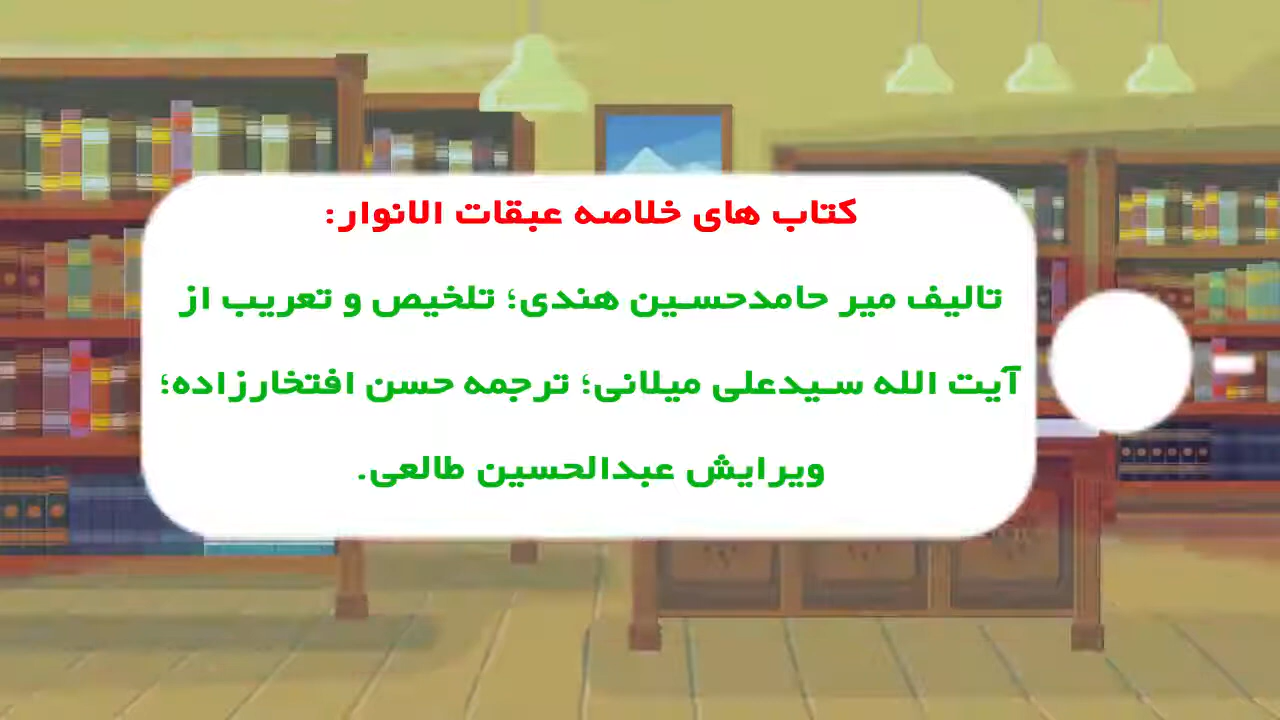 کتاب های خلاصه عبقات الانوار:
تالیف میر حامدحسین هندی؛ تلخیص و تعریب از
آیت الله سیدعلی میلانی؛ ترجمه حسن افتخارزاده؛
ویرایش عبدالحسین طالعی.